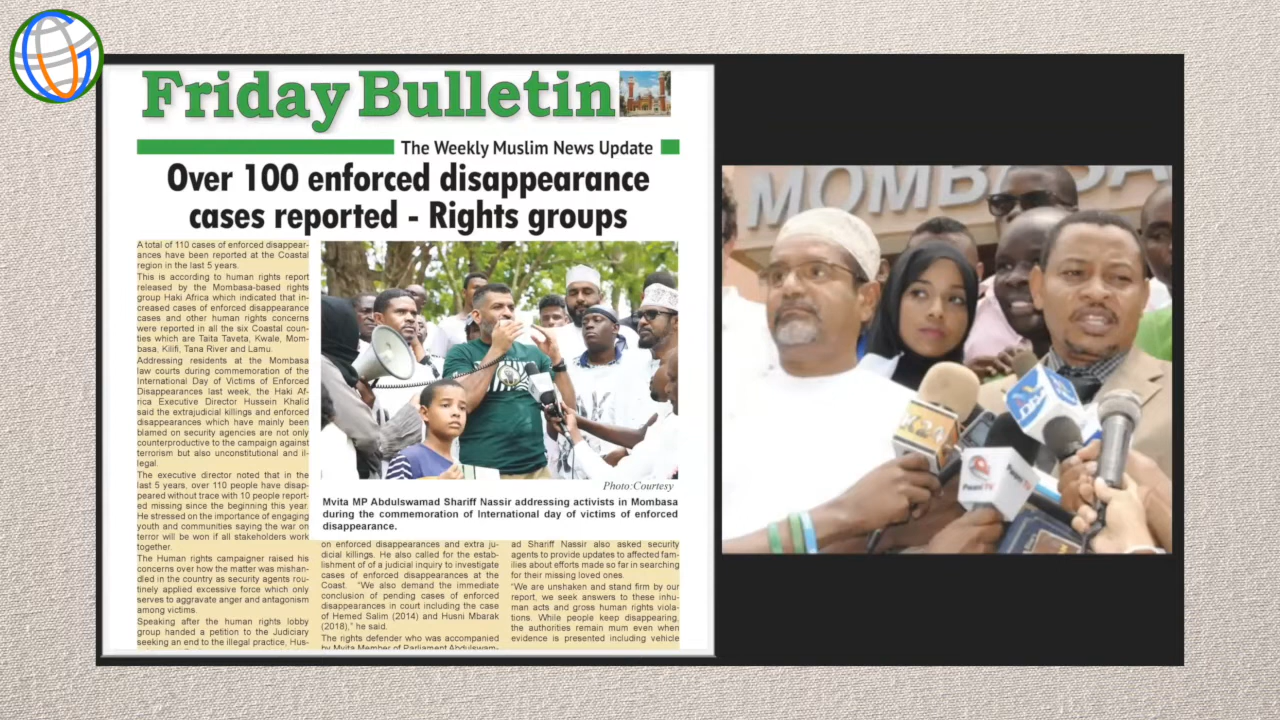 Friday Bulletin
The Weekly Muslim News Update
Over 100 enforced disappearance
cases reported - Rights groups
A total of 110 cases of enforced disappear-
ances have been reported at the Coastal
region in the last 5 years.
This is according to human rights report
released by the Mombasa-based rights
group Haki Africa which indicated that in-
creased cases of enforced disappearance
cases and other human rights concerns
were reported in all the six Coastal coun-
ties which are Taita Taveta, Kwale, Mom-
basa, Kilifi, Tana River and Lamu.
Addressing residents at the Mombasa
law courts during commemoration of the
International Day of Victims of Enforced
Disappearances last week, the Haki Af-
rica Executive Director Hussein Khalid
said the extrajudicial killings and enforced
disappearances which have mainly been
blamed on security agencies are not only
counterproductive to the campaign against
terrorism but also unconstitutional and il-
legal.
The executive director noted that in the
last 5 years, over 110 people have disap-
peared without trace with 10 people report-
ed missing since the beginning this year.
He stressed on the importance of engaging
youth and communities saying the war on
terror will be won if all stakeholders work
together.
The Human rights campaigner raised his
concerns over how the matter was mishan-
dled in the country as security agents rou-
tinely applied excessive force which only
serves to aggravate anger and antagonism
among victims.
Speaking after the human rights lobby
group handed a petition to the Judiciary
seeking an end to the illegal practice, Hus-
Photo:Courtesy
Mvita MP Abdulswamad Shariff Nassir addressing activists in Mombasa
during the commemoration of International day of victims of enforced
disappearance.
on enforced disappearances and extra ju-
dicial killings. He also called for the estab-
lishment of of a judicial inquiry to investigate
cases of enforced disappearances at the
Coast. "We also demand the immediate
conclusion of pending cases of enforced
disappearances in court including the case
of Hemed Salim (2014) and Husni Mbarak
(2018)," he said.
The rights defender who was accompanied
by Mvita Member of Parliament Abdulswam-
ad Shariff Nassir also asked security
agents to provide updates to affected fam-
ilies about efforts made so far in searching
for their missing loved ones.
"We are unshaken and stand firm by our
report, we seek answers to these inhu-
man acts and gross human rights viola-
tions. While people keep disappearing,
the authorities remain mum even when
evidence is presented including vehicle
MOMBASA
Pwani TV